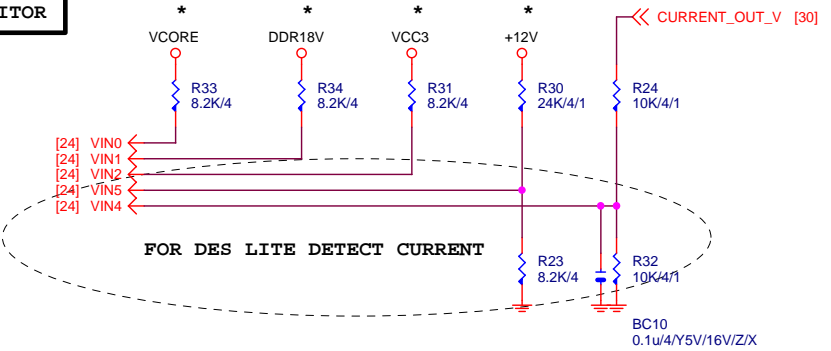 ITOR
* * * *
CURRENT_OUT_V [30]
VCORE DDR18V VCC3 +12V
R33 R34 R31 R30 R24
8.2K/4 8.2K/4 8.2K/4 24K/4/1 10K/4/1
[24] VIN0
[24] VIN1
[24] VIN2
[24] VIN5
[24] VIN4
FOR DES LITE DETECT CURRENT
R23 R32
8.2K/4 10K/4/1
BC10
0.1u/4/Y5V/16V/Z/X